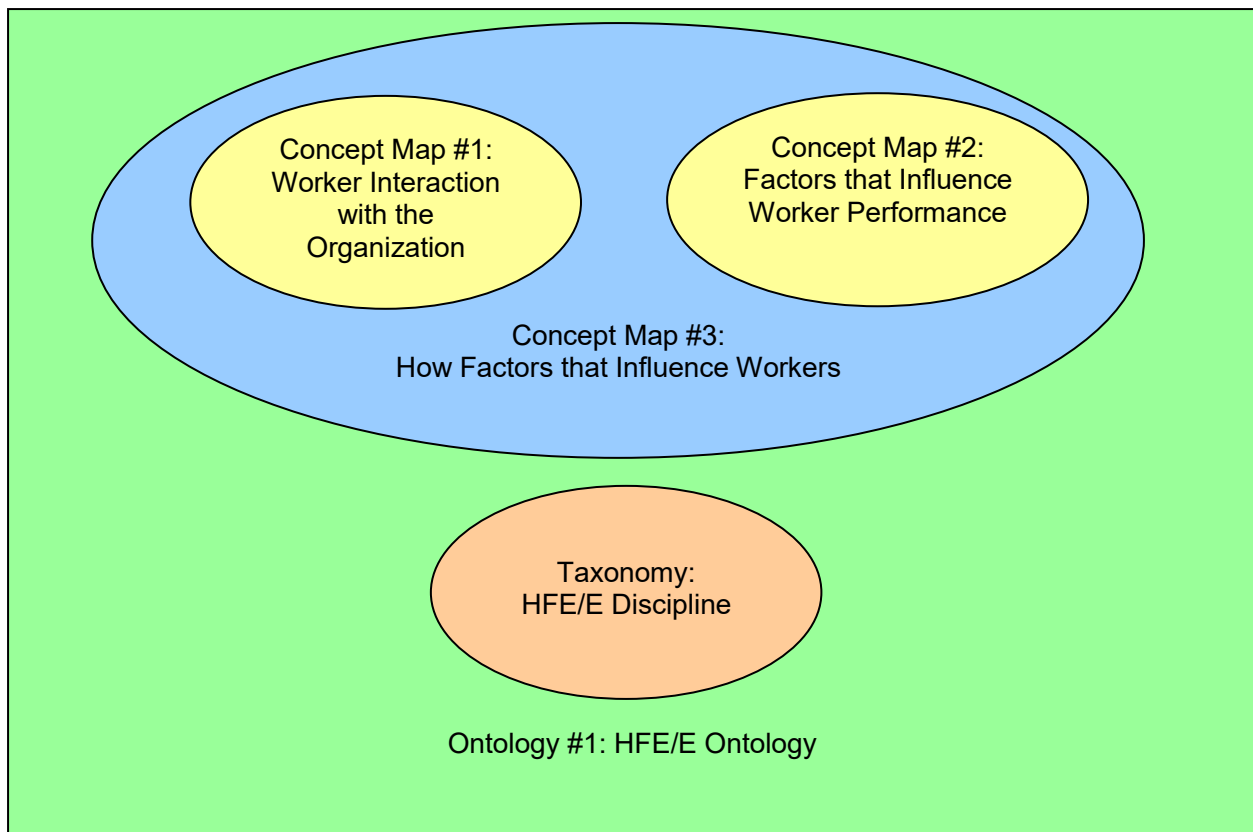 Concept Map #1:
Worker Interaction
with the
Organization
Concept Map #2:
Factors that Influence
Worker Performance
Concept Map #3:
How Factors that Influence Workers
Taxonomy:
HFE/E Discipline
Ontology #1: HFE/E Ontology